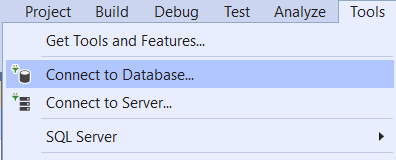 Project Build Debug Test Analyze Tools
Get Tools and Features...
Connect to Database...
Connect to Server...
SQL Server